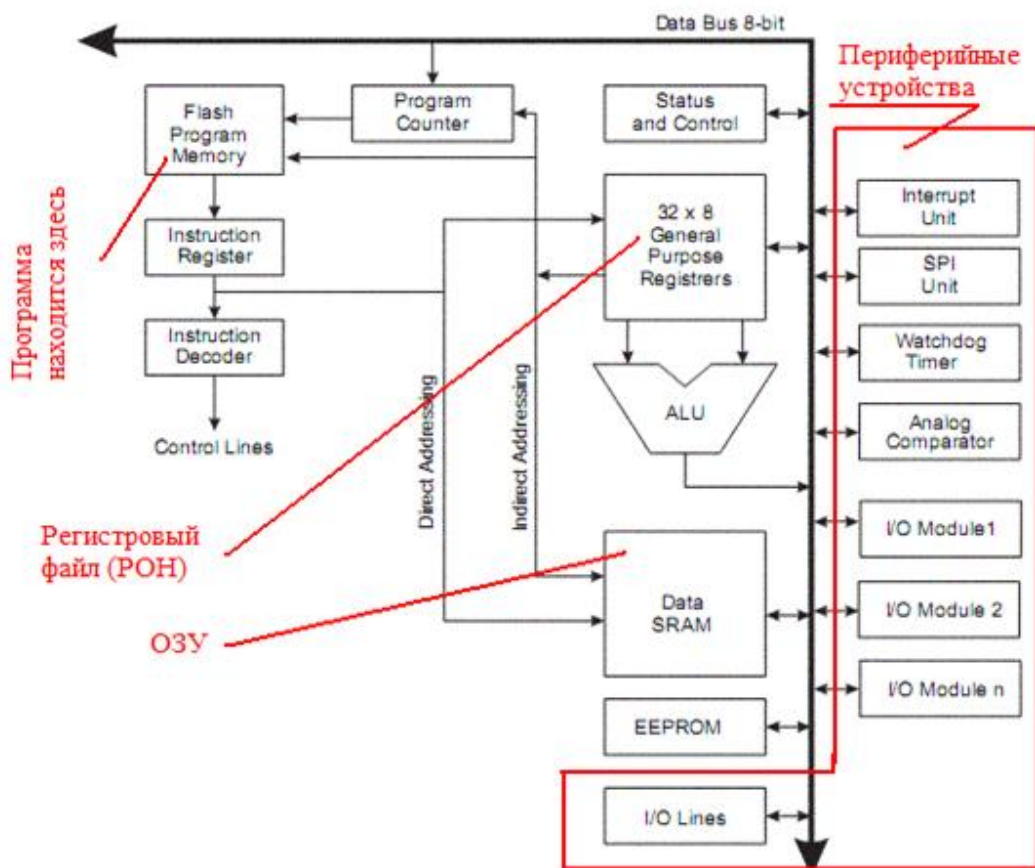 Data Bus 8-bit
Периферийные
устройства
Flash
Program
Memory
Program
Counter
Status
and Control
Программа
находится здесь
Instruction
Register
32 x 8
General
Purpose
Registrers
Interrupt
Unit
SPI
Unit
Instruction
Decoder
Watchdog
Timer
ALU
Analog
Comparator
Control Lines
Direct Addressing
Indirect Addressing
Регистровый
файл (РОН)
I/O Module1
ОЗУ
Data
SRAM
I/O Module 2
I/O Module n
EEPROM
I/O Lines